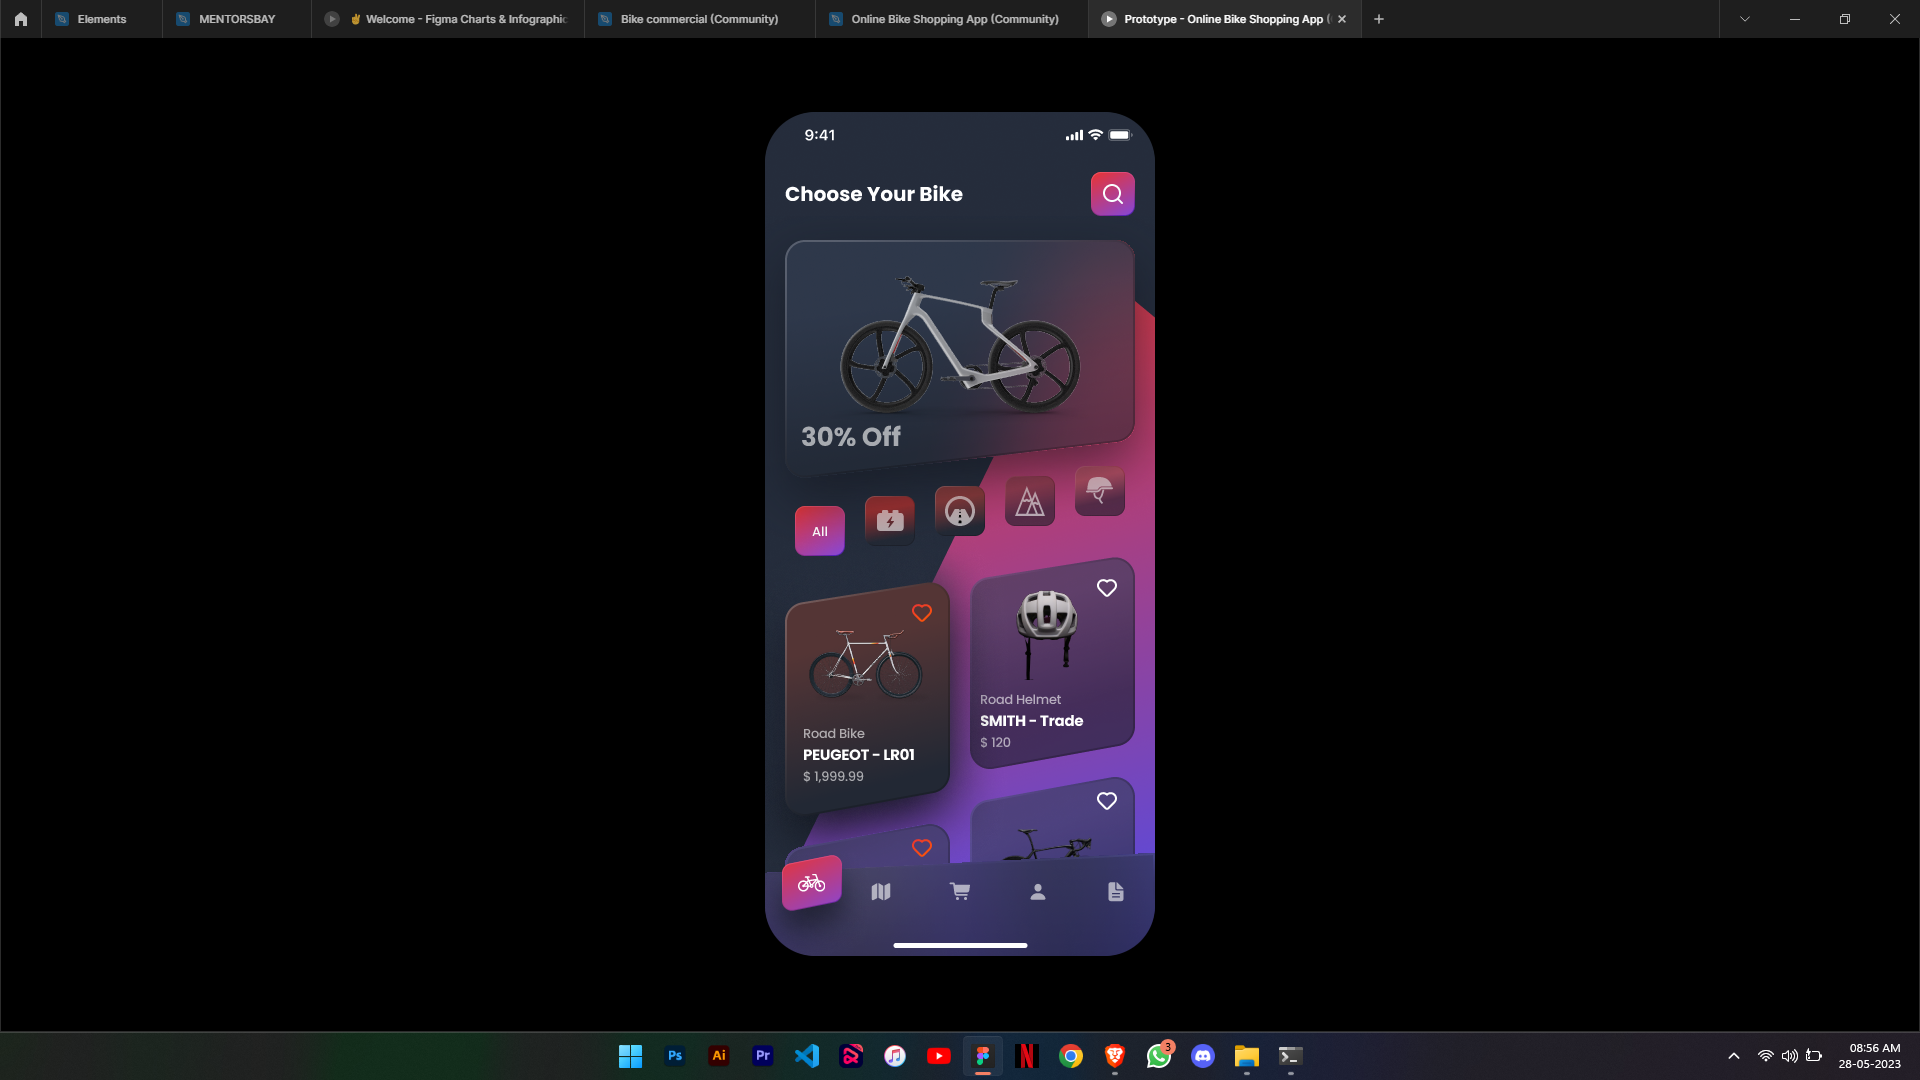 Elements
MENTORSBAY
✌ Welcome - Figma Charts & Infographic
Bike commercial (Community)
Online Bike Shopping App (Community)
Prototype - Online Bike Shopping App (
9:41
Choose Your Bike
30% Off
All
Road Helmet
SMITH - Trade
$ 120
Road Bike
PEUGEOT - LR01
$ 1,999.99
Ps
Ai
Pr
N
3
08:56 AM
28-05-2023